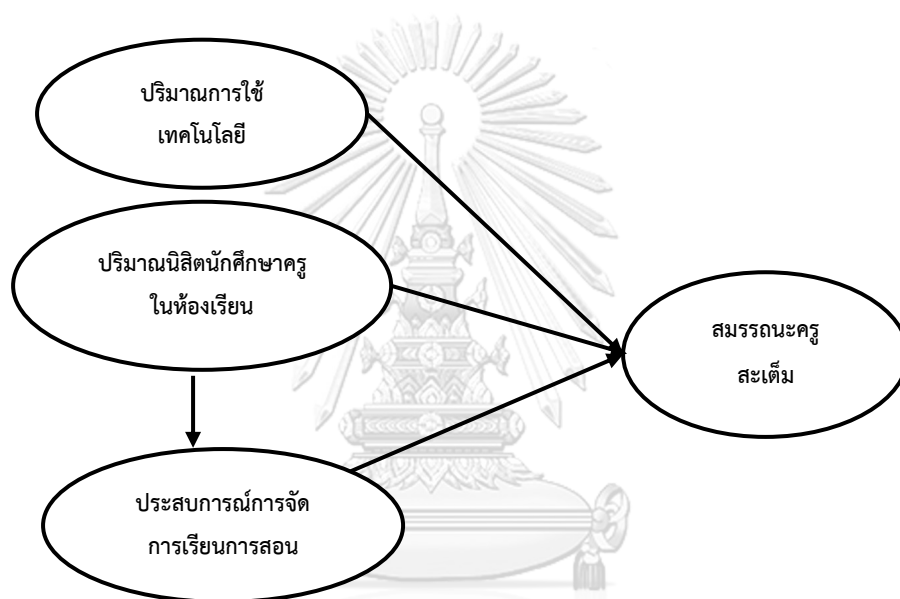 ปริมาณการใช้
เทคโนโลยี
ปริมาณนิสิตนักศึกษาครู
ในห้องเรียน
สมรรถนะครู
สะเต็ม
ประสบการณ์การจัด
การเรียนการสอน